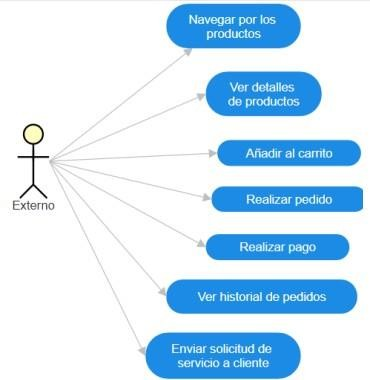 Navegar por los
productos
Ver detalles
de productos
Añadir al carrito
Externo
Realizar pedido
Realizar pago
Ver historial de pedidos
Enviar solicitud de
servicio a cliente